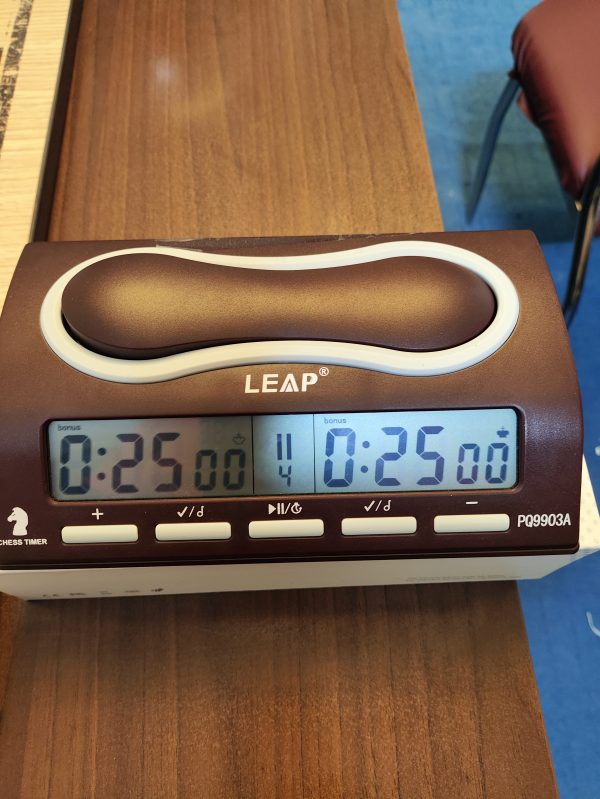 LEAP®
bonus bonus
0:25 00 11 0:25 00
4
+ ✓/♪ ▶II/ ✓/♪ −
CHESS TIMER PQ9903A